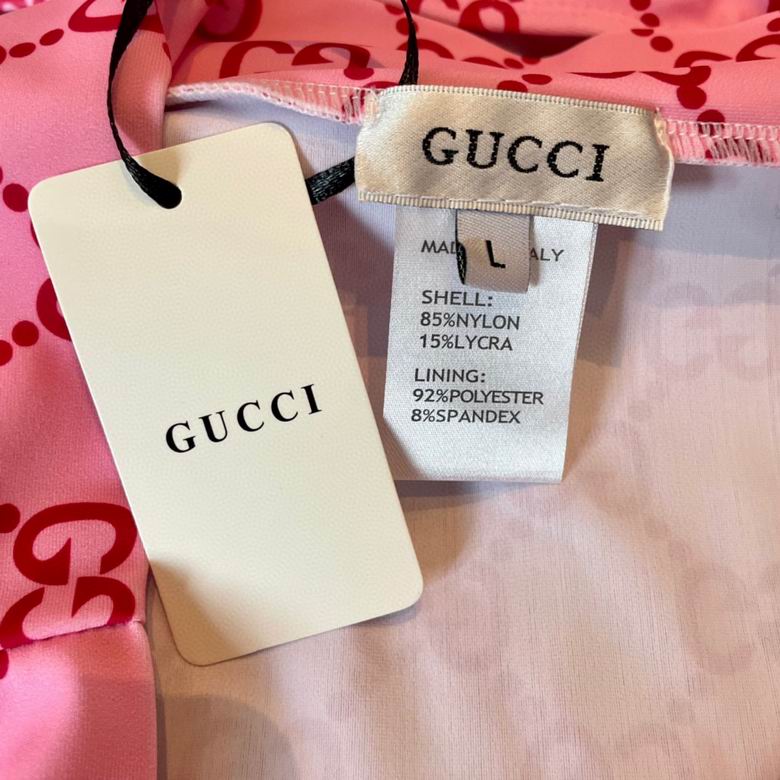 GUCCI
L
SHELL:
85%NYLON
15%LYCRA
LINING:
92%POLYESTER
8%SPANDEX
GUCCI